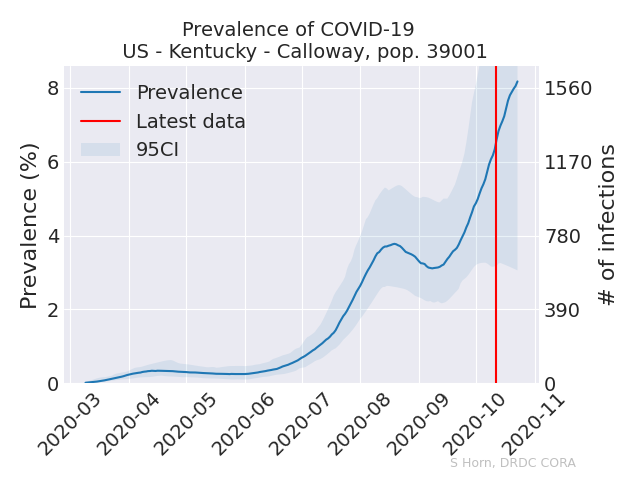 Prevalence of COVID-19
US - Kentucky - Calloway, pop. 39001
Prevalence
Latest data
95CI
Prevalence (%)
8
6
4
2
0
1560
1170
780
390
0
# of infections
2020-03
2020-04
2020-05
2020-06
2020-07
2020-08
2020-09
2020-10
2020-11
S Horn, DRDC CORA